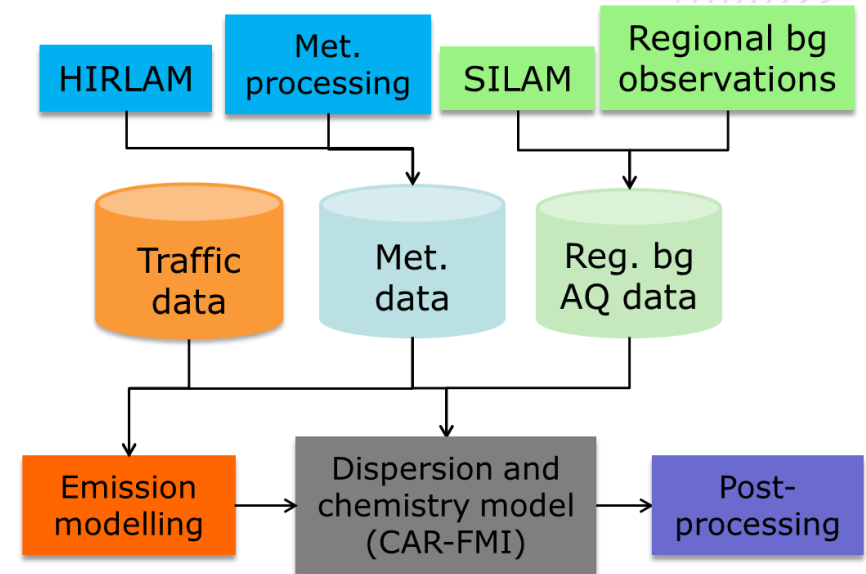 HIRLAM
Met.
processing
SILAM
Regional bg
observations
Traffic
data
Met.
data
Reg. bg
AQ data
Emission
modelling
Dispersion and
chemistry model
(CAR-FMI)
Post-
processing